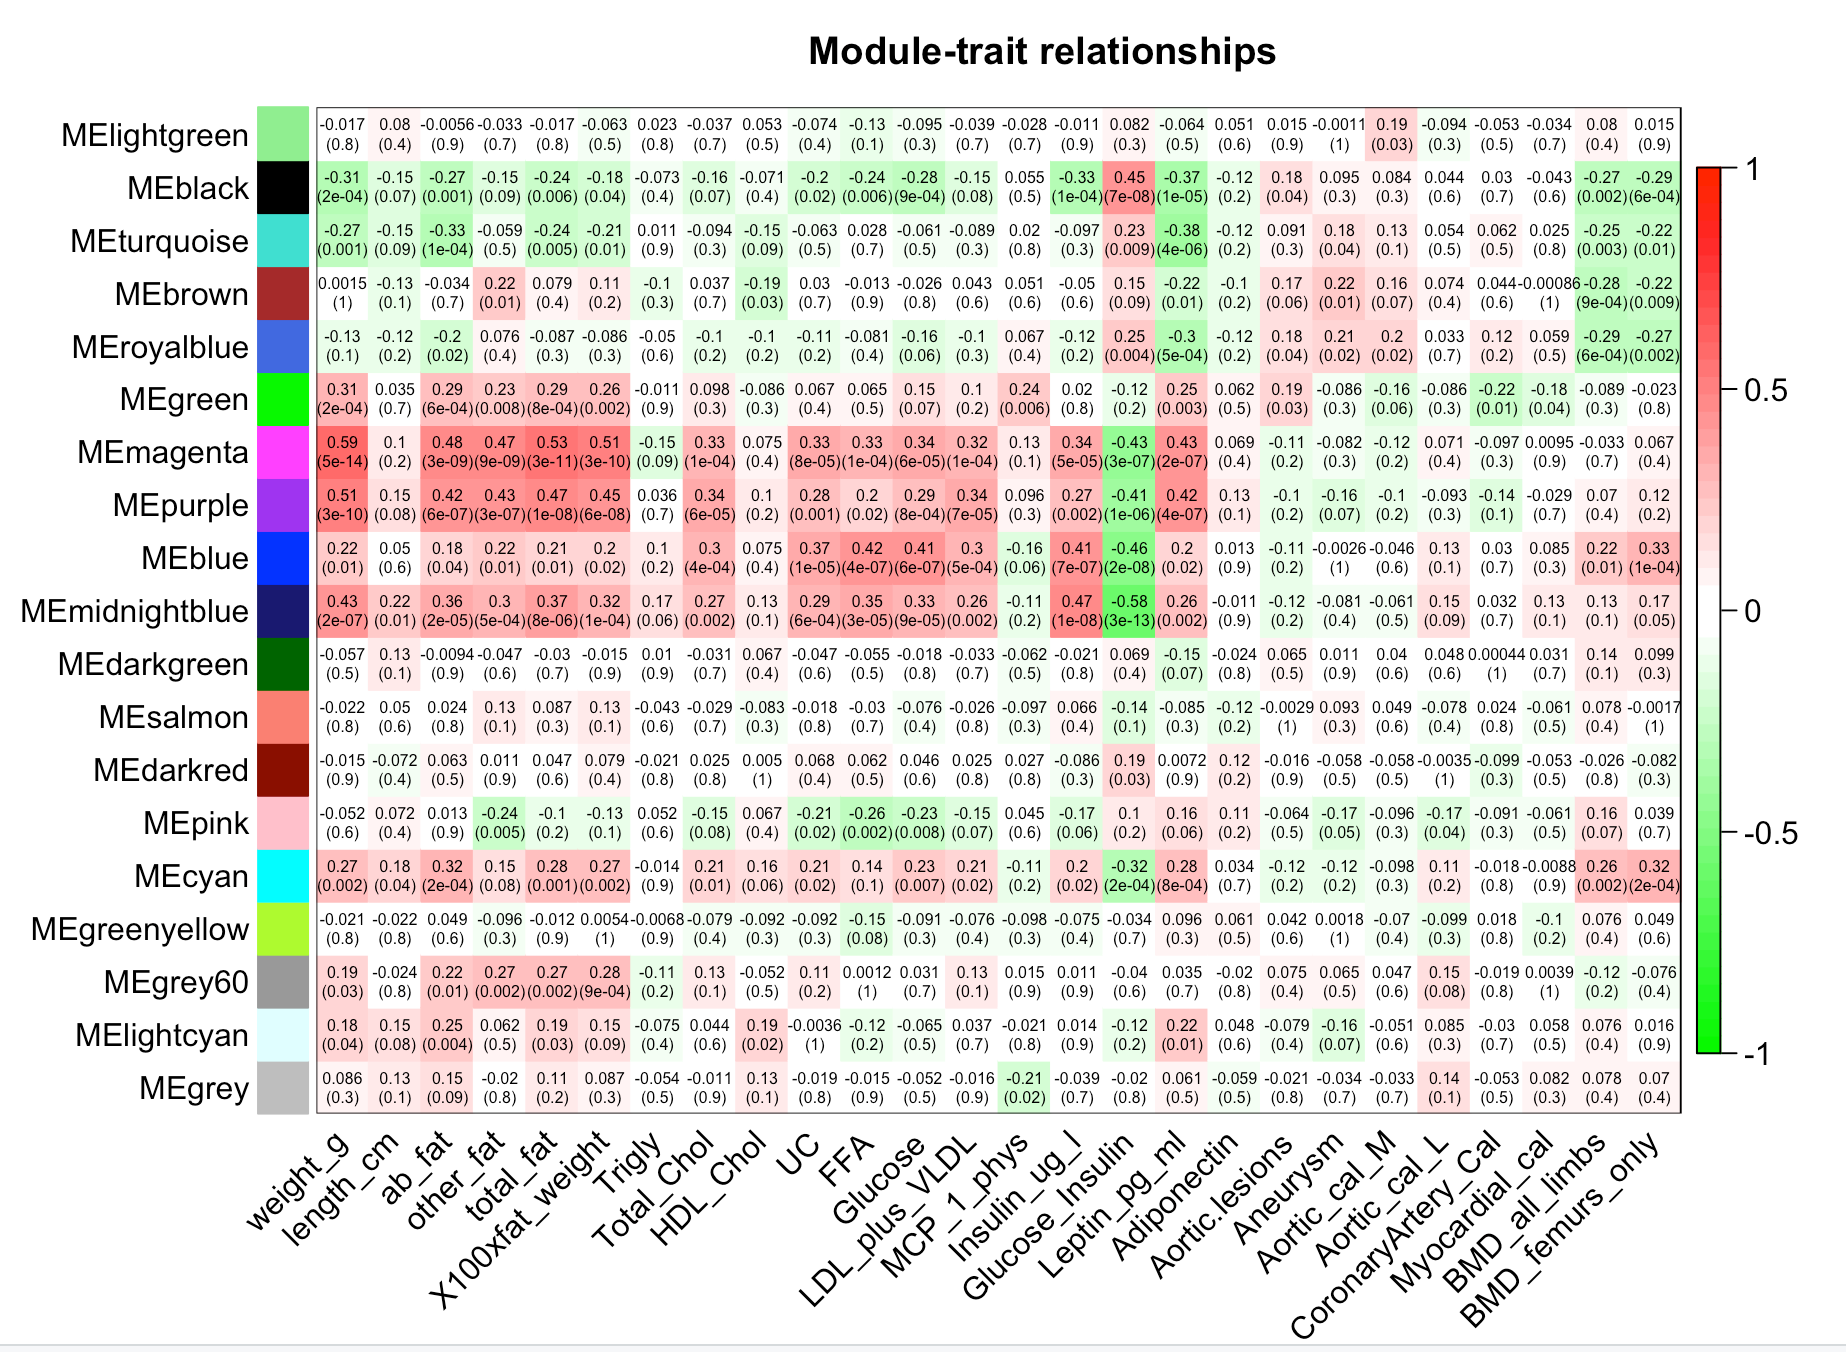 Module-trait relationships
MElightgreen -0.017 0.08 -0.0056 -0.033 -0.017 -0.063 0.023 -0.037 0.053 -0.074 -0.13 -0.095 -0.039 -0.028 -0.011 0.082 -0.064 0.051 0.015 -0.0011 0.19 -0.094 -0.053 -0.034 0.08 0.015
(0.8) (0.4) (0.9) (0.7) (0.8) (0.5) (0.8) (0.7) (0.5) (0.4) (0.1) (0.3) (0.7) (0.7) (0.9) (0.3) (0.5) (0.6) (0.9) (1) (0.03) (0.3) (0.5) (0.7) (0.4) (0.9)
MEblack -0.31 -0.15 -0.27 -0.15 -0.24 -0.18 -0.073 -0.16 -0.071 -0.2 -0.24 -0.28 -0.15 0.055 -0.33 0.45 -0.37 -0.12 0.18 0.095 0.084 0.044 0.03 -0.043 -0.27 -0.29
(2e-04) (0.07) (0.001) (0.09) (0.006) (0.04) (0.4) (0.07) (0.4) (0.02) (0.006) (9e-04) (0.08) (0.5) (1e-04) (7e-08) (1e-05) (0.2) (0.04) (0.3) (0.3) (0.6) (0.7) (0.6) (0.002) (6e-04)
MEturquoise -0.27 -0.15 -0.33 -0.059 -0.24 -0.21 0.011 -0.094 -0.15 -0.063 0.028 -0.061 -0.089 0.02 -0.097 0.23 -0.38 -0.12 0.091 0.18 0.13 0.054 0.062 0.025 -0.25 -0.22
(0.001) (0.09) (1e-04) (0.5) (0.005) (0.01) (0.9) (0.3) (0.09) (0.5) (0.7) (0.5) (0.3) (0.8) (0.3) (0.009) (4e-06) (0.2) (0.3) (0.04) (0.1) (0.5) (0.5) (0.8) (0.003) (0.01)
MEbrown 0.0015 -0.13 -0.034 0.22 0.079 0.11 -0.1 0.037 -0.19 0.03 -0.013 -0.026 0.043 0.051 -0.05 0.15 -0.22 -0.1 0.17 0.22 0.16 0.074 0.044 -0.00086 -0.28 -0.22
(1) (0.1) (0.7) (0.01) (0.4) (0.2) (0.3) (0.7) (0.03) (0.7) (0.9) (0.8) (0.6) (0.6) (0.6) (0.09) (0.01) (0.2) (0.06) (0.01) (0.07) (0.4) (0.6) (1) (9e-04) (0.009)
MEroyalblue -0.13 -0.12 -0.2 0.076 -0.087 -0.086 -0.05 -0.1 -0.1 -0.11 -0.081 -0.16 -0.1 0.067 -0.12 0.25 -0.3 -0.12 0.18 0.21 0.2 0.033 0.12 0.059 -0.29 -0.27
(0.1) (0.2) (0.02) (0.4) (0.3) (0.3) (0.6) (0.2) (0.2) (0.2) (0.4) (0.06) (0.3) (0.4) (0.2) (0.004) (5e-04) (0.2) (0.04) (0.02) (0.02) (0.7) (0.2) (0.5) (6e-04) (0.002)
MEgreen 0.31 0.035 0.29 0.23 0.29 0.26 -0.011 0.098 -0.086 0.067 0.065 0.15 0.1 0.24 0.02 -0.12 0.25 0.062 0.19 -0.086 -0.16 -0.086 -0.22 -0.18 -0.089 -0.023
(2e-04) (0.7) (6e-04) (0.008) (8e-04) (0.002) (0.9) (0.3) (0.3) (0.4) (0.5) (0.07) (0.2) (0.006) (0.8) (0.2) (0.003) (0.5) (0.03) (0.3) (0.06) (0.3) (0.01) (0.04) (0.3) (0.8)
MEmagenta 0.59 0.1 0.48 0.47 0.53 0.51 -0.15 0.33 0.075 0.33 0.33 0.34 0.32 0.13 0.34 -0.43 0.43 0.069 -0.11 -0.082 -0.12 0.071 -0.097 0.0095 -0.033 0.067
(5e-14) (0.2) (3e-09) (9e-09) (3e-11) (3e-10) (0.09) (1e-04) (0.4) (8e-05) (1e-04) (6e-05) (1e-04) (0.1) (5e-05) (3e-07) (2e-07) (0.4) (0.2) (0.3) (0.2) (0.4) (0.3) (0.9) (0.7) (0.4)
MEpurple 0.51 0.15 0.42 0.43 0.47 0.45 0.036 0.34 0.1 0.28 0.2 0.29 0.34 0.096 0.27 -0.41 0.42 0.13 -0.1 -0.16 -0.1 -0.093 -0.14 -0.029 0.07 0.12
(3e-10) (0.08) (6e-07) (3e-07) (1e-08) (6e-08) (0.7) (6e-05) (0.2) (0.001) (0.02) (8e-04) (7e-05) (0.3) (0.002) (1e-06) (4e-07) (0.1) (0.2) (0.07) (0.2) (0.3) (0.1) (0.7) (0.4) (0.2)
MEblue 0.22 0.05 0.18 0.22 0.21 0.2 0.1 0.3 0.075 0.37 0.42 0.41 0.3 -0.16 0.41 -0.46 0.2 0.013 -0.11 -0.0026 -0.046 0.13 0.03 0.085 0.22 0.33
(0.01) (0.6) (0.04) (0.01) (0.01) (0.02) (0.2) (4e-04) (0.4) (1e-05) (4e-07) (6e-07) (5e-04) (0.06) (7e-07) (2e-08) (0.02) (0.9) (0.2) (1) (0.6) (0.1) (0.7) (0.3) (0.01) (1e-04)
MEmidnightblue 0.43 0.22 0.36 0.3 0.37 0.32 0.17 0.27 0.13 0.29 0.35 0.33 0.26 -0.11 0.47 -0.58 0.26 -0.011 -0.12 -0.081 -0.061 0.15 0.032 0.13 0.13 0.17
(2e-07) (0.01) (2e-05) (5e-04) (8e-06) (1e-04) (0.06) (0.002) (0.1) (6e-04) (3e-05) (9e-05) (0.002) (0.2) (1e-08) (3e-13) (0.002) (0.9) (0.2) (0.4) (0.5) (0.09) (0.7) (0.1) (0.1) (0.05)
MEdarkgreen -0.057 0.13 -0.0094 -0.047 -0.03 -0.015 0.01 -0.031 0.067 -0.047 -0.055 -0.018 -0.033 -0.062 -0.021 0.069 -0.15 -0.024 0.065 0.011 0.04 0.048 0.00044 0.031 0.14 0.099
(0.5) (0.1) (0.9) (0.6) (0.7) (0.9) (0.9) (0.7) (0.4) (0.6) (0.5) (0.8) (0.7) (0.5) (0.8) (0.4) (0.07) (0.8) (0.5) (0.9) (0.6) (0.6) (1) (0.7) (0.1) (0.3)
MEsalmon -0.022 0.05 0.024 0.13 0.087 0.13 -0.043 -0.029 -0.083 -0.018 -0.03 -0.076 -0.026 -0.097 0.066 -0.14 -0.085 -0.12 -0.0029 0.093 0.049 -0.078 0.024 -0.061 0.078 -0.0017
(0.8) (0.6) (0.8) (0.1) (0.3) (0.1) (0.6) (0.7) (0.3) (0.8) (0.7) (0.4) (0.8) (0.3) (0.4) (0.1) (0.3) (0.2) (1) (0.3) (0.6) (0.4) (0.8) (0.5) (0.4) (1)
MEdarkred -0.015 -0.072 0.063 0.011 0.047 0.079 -0.021 0.025 0.005 0.068 0.062 0.046 0.025 0.027 -0.086 0.19 0.0072 0.12 -0.016 -0.058 -0.058 -0.0035 -0.099 -0.053 -0.026 -0.082
(0.9) (0.4) (0.5) (0.9) (0.6) (0.4) (0.8) (0.8) (1) (0.4) (0.5) (0.6) (0.8) (0.8) (0.3) (0.03) (0.9) (0.2) (0.9) (0.5) (0.5) (1) (0.3) (0.5) (0.8) (0.3)
MEpink -0.052 0.072 0.013 -0.24 -0.1 -0.13 0.052 -0.15 0.067 -0.21 -0.26 -0.23 -0.15 0.045 -0.17 0.1 0.16 0.11 -0.064 -0.17 -0.096 -0.17 -0.091 -0.061 0.16 0.039
(0.6) (0.4) (0.9) (0.005) (0.2) (0.1) (0.6) (0.08) (0.4) (0.02) (0.002) (0.008) (0.07) (0.6) (0.06) (0.2) (0.06) (0.2) (0.5) (0.05) (0.3) (0.04) (0.3) (0.5) (0.07) (0.7)
MEcyan 0.27 0.18 0.32 0.15 0.28 0.27 -0.014 0.21 0.16 0.21 0.14 0.23 0.21 -0.11 0.2 -0.32 0.28 0.034 -0.12 -0.12 -0.098 0.11 -0.018 -0.0088 0.26 0.32
(0.002) (0.04) (2e-04) (0.08) (0.001) (0.002) (0.9) (0.01) (0.06) (0.02) (0.1) (0.007) (0.02) (0.2) (0.02) (2e-04) (8e-04) (0.7) (0.2) (0.2) (0.3) (0.2) (0.8) (0.9) (0.002) (2e-04)
MEgreenyellow -0.021 -0.022 0.049 -0.096 -0.012 0.0054 -0.0068 -0.079 -0.092 -0.092 -0.15 -0.091 -0.076 -0.098 -0.075 -0.034 0.096 0.061 0.042 0.0018 -0.07 -0.099 0.018 -0.1 0.076 0.049
(0.8) (0.8) (0.6) (0.3) (0.9) (1) (0.9) (0.4) (0.3) (0.3) (0.08) (0.3) (0.4) (0.3) (0.4) (0.7) (0.3) (0.5) (0.6) (1) (0.4) (0.3) (0.8) (0.2) (0.4) (0.6)
MEgrey60 0.19 -0.024 0.22 0.27 0.27 0.28 -0.11 0.13 -0.052 0.11 0.0012 0.031 0.13 0.015 0.011 -0.04 0.035 -0.02 0.075 0.065 0.047 0.15 -0.019 0.0039 -0.12 -0.076
(0.03) (0.8) (0.01) (0.002) (0.002) (9e-04) (0.2) (0.1) (0.5) (0.2) (1) (0.7) (0.1) (0.9) (0.9) (0.6) (0.7) (0.8) (0.4) (0.5) (0.6) (0.08) (0.8) (1) (0.2) (0.4)
MElightcyan 0.18 0.15 0.25 0.062 0.19 0.15 -0.075 0.044 0.19 -0.0036 -0.12 -0.065 0.037 -0.021 0.014 -0.12 0.22 0.048 -0.079 -0.16 -0.051 0.085 -0.03 0.058 0.076 0.016
(0.04) (0.08) (0.004) (0.5) (0.03) (0.09) (0.4) (0.6) (0.02) (1) (0.2) (0.5) (0.7) (0.8) (0.9) (0.2) (0.01) (0.6) (0.4) (0.07) (0.6) (0.3) (0.7) (0.5) (0.4) (0.9)
MEgrey 0.086 0.13 0.15 -0.02 0.11 0.087 -0.054 -0.011 0.13 -0.019 -0.015 -0.052 -0.016 -0.21 -0.039 -0.02 0.061 -0.059 -0.021 -0.034 -0.033 0.14 -0.053 0.082 0.078 0.07
(0.3) (0.1) (0.09) (0.8) (0.2) (0.3) (0.5) (0.9) (0.1) (0.8) (0.9) (0.5) (0.9) (0.02) (0.7) (0.8) (0.5) (0.5) (0.8) (0.7) (0.7) (0.1) (0.5) (0.3) (0.4) (0.4)
1
0.5
0
-0.5
-1
weight_g
length_cm
ab_fat
other_fat
total_fat
X100xfat_weight
Trigly
Total_Chol
HDL_Chol
UC
FFA
Glucose
LDL_plus_VLDL
MCP_1_phys
Insulin_ug_l
Glucose_Insulin
Leptin_pg_ml
Adiponectin
Aortic.lesions
Aneurysm
Aortic_cal_M
Aortic_cal_L
CoronaryArtery_Cal
Myocardial_cal
BMD_all_limbs
BMD_femurs_only